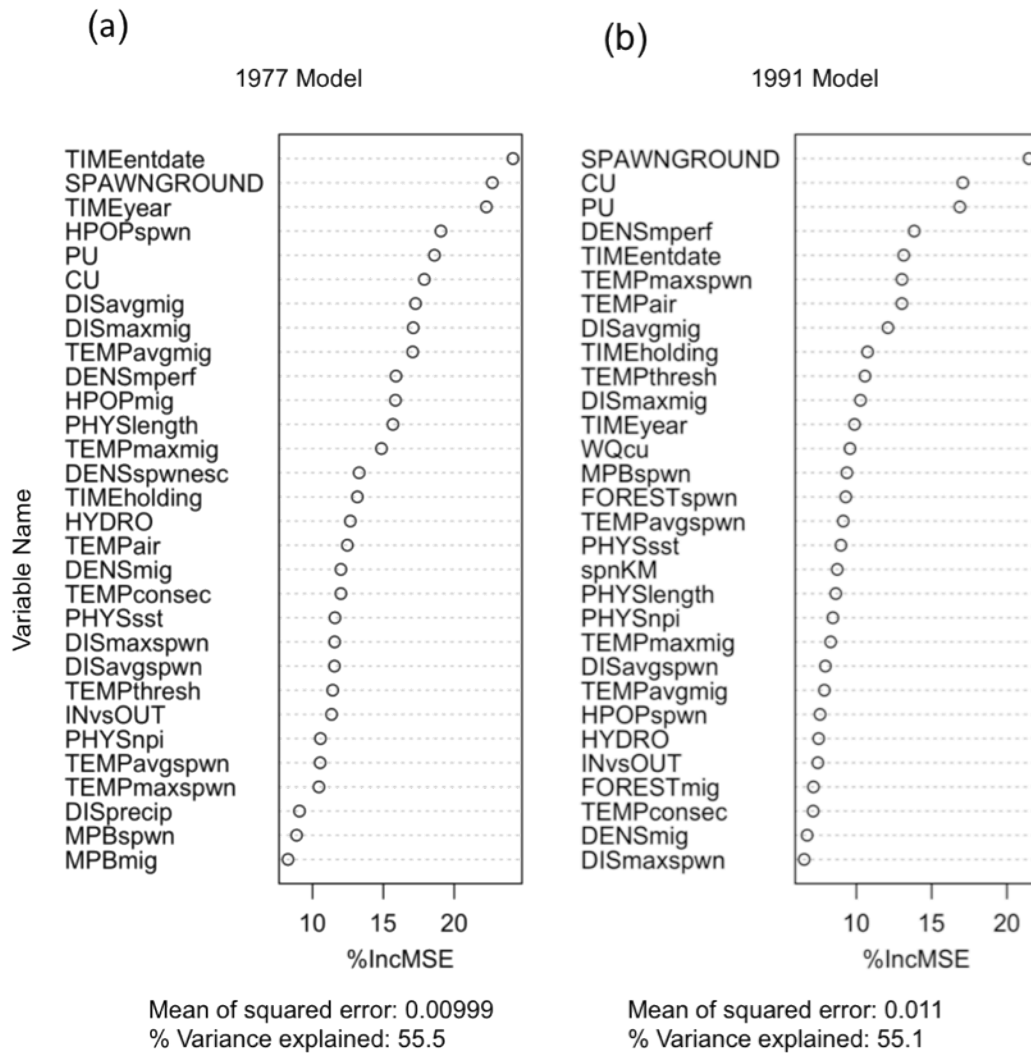 (a)
1977 Model
Variable Name
TIMEentdate
SPAWNGROUND
TIMEyear
HPOPspwn
PU
CU
DISavgmig
DISmaxmig
TEMPavgmig
DENSmperf
HPOPmig
PHYSlength
TEMPmaxmig
DENSspwnesc
TIMEholding
HYDRO
TEMPair
DENSmig
TEMPconsec
PHYSsst
DISmaxspwn
DISavgspwn
TEMPthresh
INvsOUT
PHYSnpi
TEMPavgspwn
TEMPmaxspwn
DISprecip
MPBspwn
MPBmig
10 15 20
%IncMSE
Mean of squared error: 0.00999
% Variance explained: 55.5
(b)
1991 Model
SPAWNGROUND
CU
PU
DENSmperf
TIMEentdate
TEMPmaxspwn
TEMPair
DISavgmig
TIMEholding
TEMPthresh
DISmaxmig
TIMEyear
WQcu
MPBspwn
FORESTspwn
TEMPavgspwn
PHYSsst
spnKM
PHYSlength
PHYSnpi
TEMPmaxmig
DISavgspwn
TEMPavgmig
HPOPspwn
HYDRO
INvsOUT
FORESTmig
TEMPconsec
DENSmig
DISmaxspwn
10 15 20
%IncMSE
Mean of squared error: 0.011
% Variance explained: 55.1